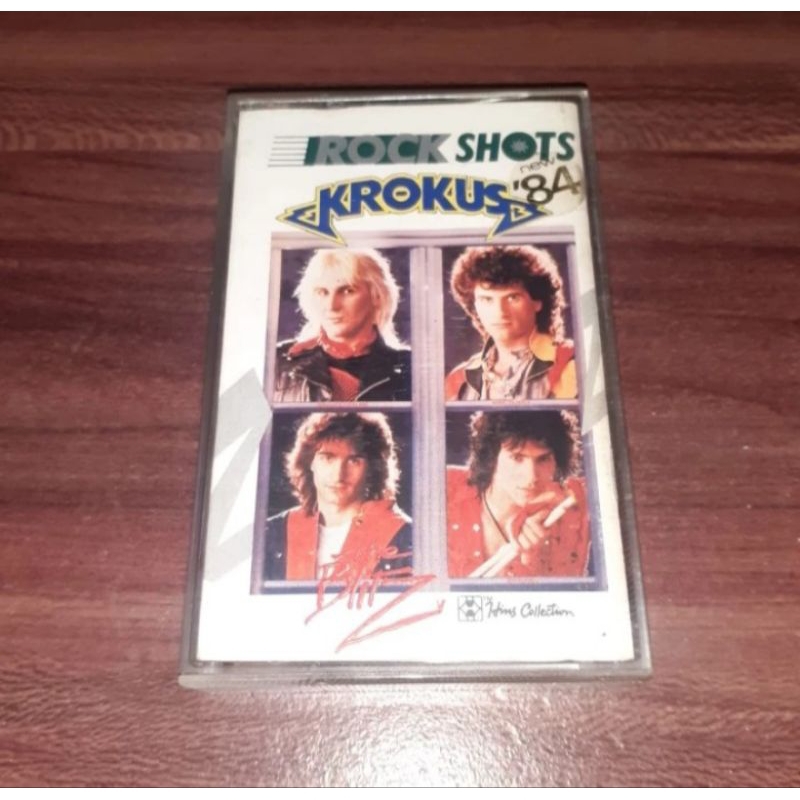 ROCK SHOTS
new
'84
KROKUS
The
BlitZ
Hins Collection